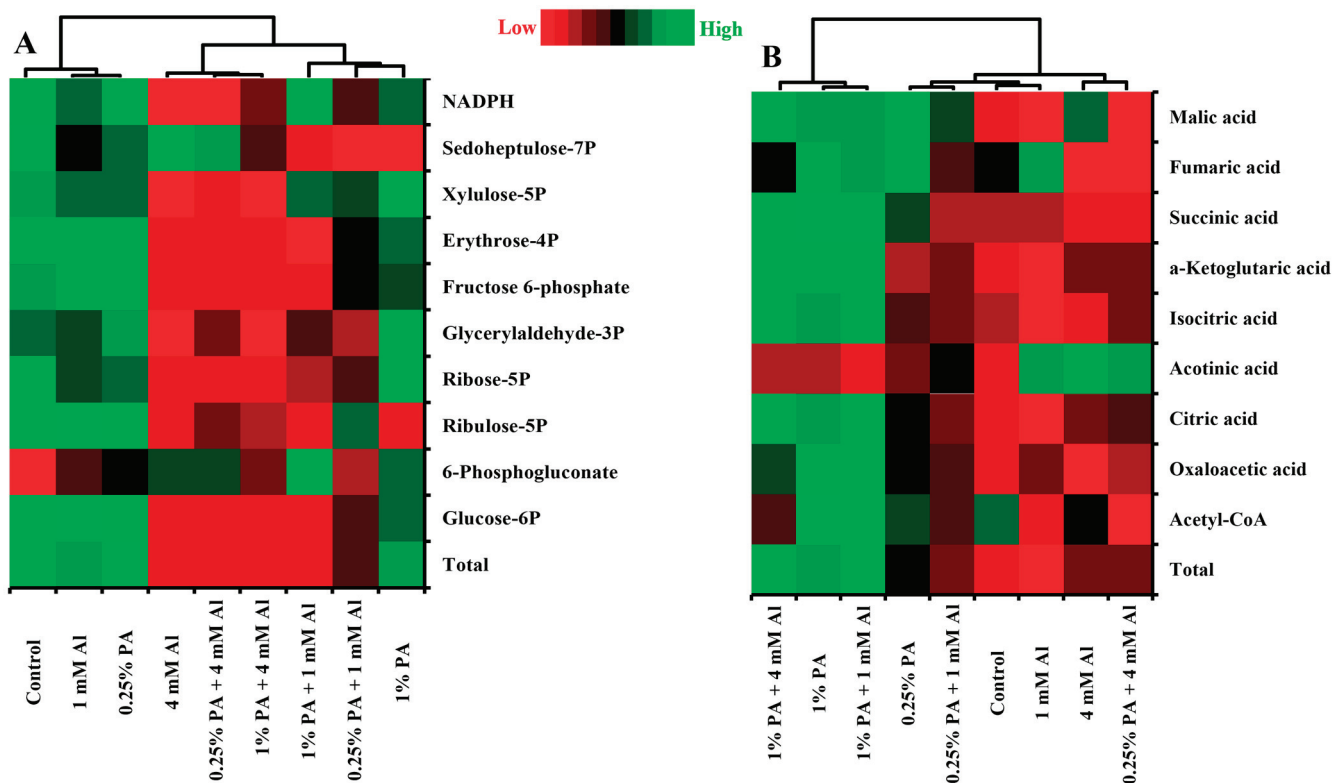 A
Low
High
B
NADPH
Sedoheptulose-7P
Xylulose-5P
Erythrose-4P
Fructose 6-phosphate
Glycerylaldehyde-3P
Ribose-5P
Ribulose-5P
6-Phosphogluconate
Glucose-6P
Total
Control
1 mM Al
0.25% PA
4 mM Al
0.25% PA + 4 mM Al
1% PA + 4 mM Al
1% PA + 1 mM Al
0.25% PA + 1 mM Al
1% PA
Malic acid
Fumaric acid
Succinic acid
a-Ketoglutaric acid
Isocitric acid
Acotinic acid
Citric acid
Oxaloacetic acid
Acetyl-CoA
Total
1% PA + 4 mM Al
1% PA
1% PA + 1 mM Al
0.25% PA
0.25% PA + 1 mM Al
Control
1 mM Al
4 mM Al
0.25% PA + 4 mM Al